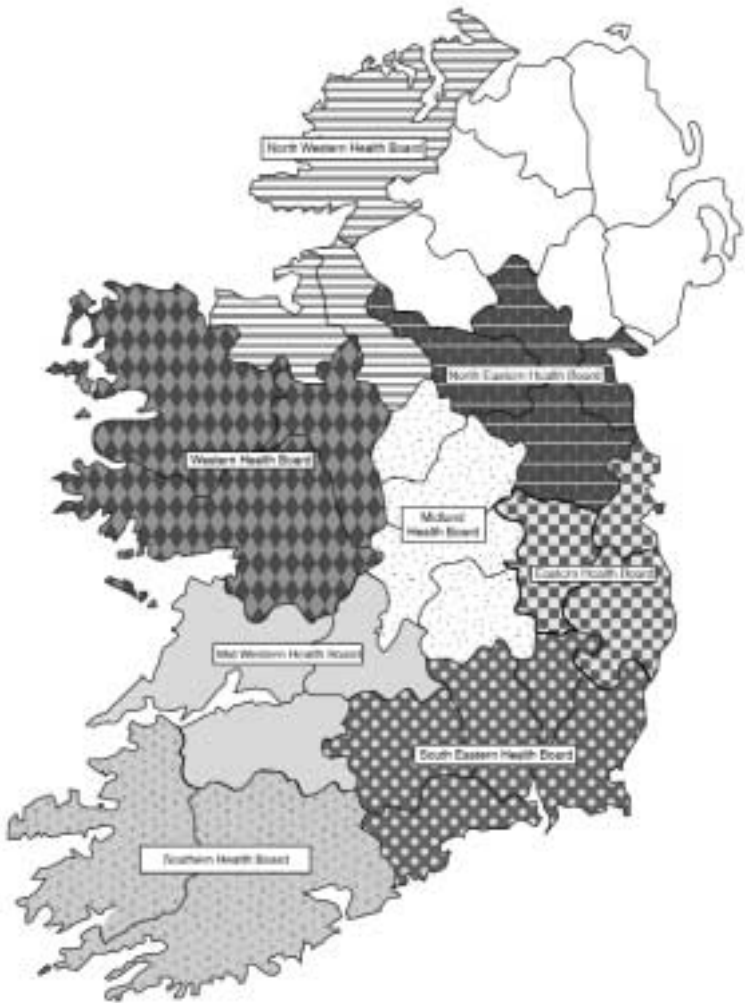 North Western Health Board
North Eastern Health Board
Western Health Board
Midland
Health Board
Eastern Health Board
Mid Western Health Board
South Eastern Health Board
Southern Health Board